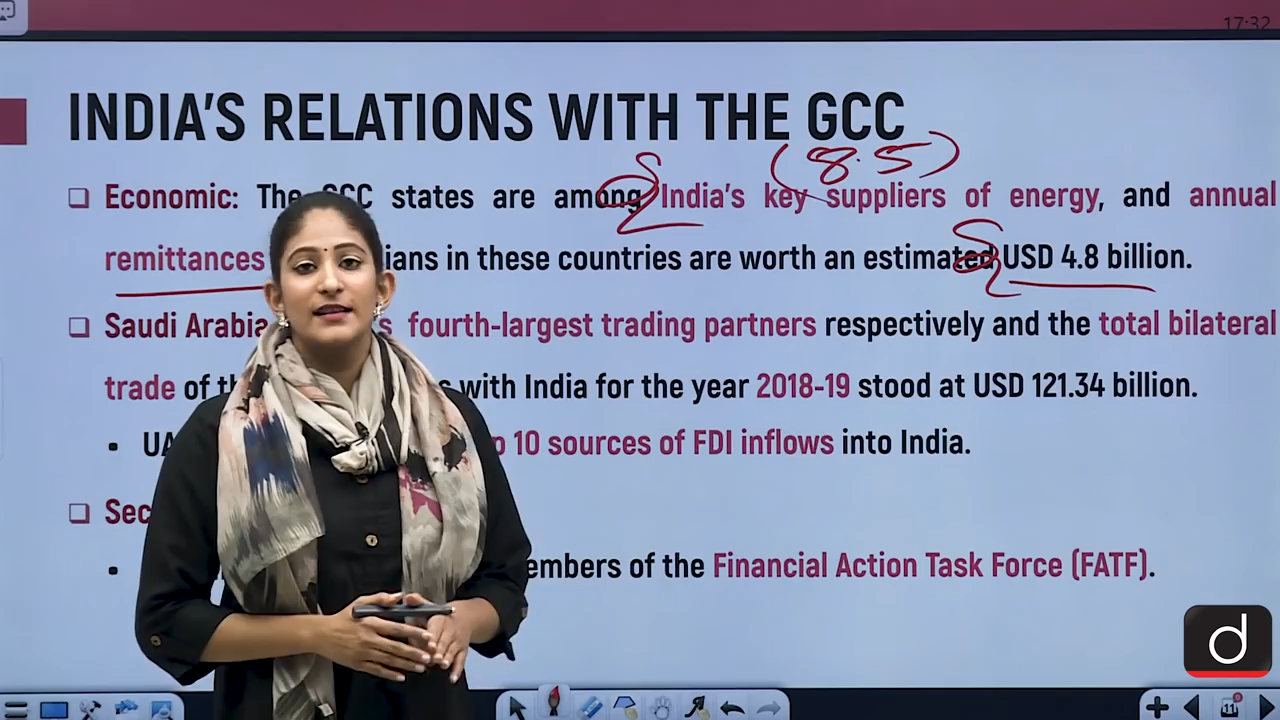 17:32
INDIA'S RELATIONS WITH THE GCC
(8.5)
❑ Economic: The GCC states are among India's key suppliers of energy, and annual
remittances ians in these countries are worth an estimated USD 4.8 billion.
❑ Saudi Arabia s fourth-largest trading partners respectively and the total bilateral
trade of th s with India for the year 2018-19 stood at USD 121.34 billion.
▪ UA p 10 sources of FDI inflows into India.
❑ Sec
▪ embers of the Financial Action Task Force (FATF).
d
11